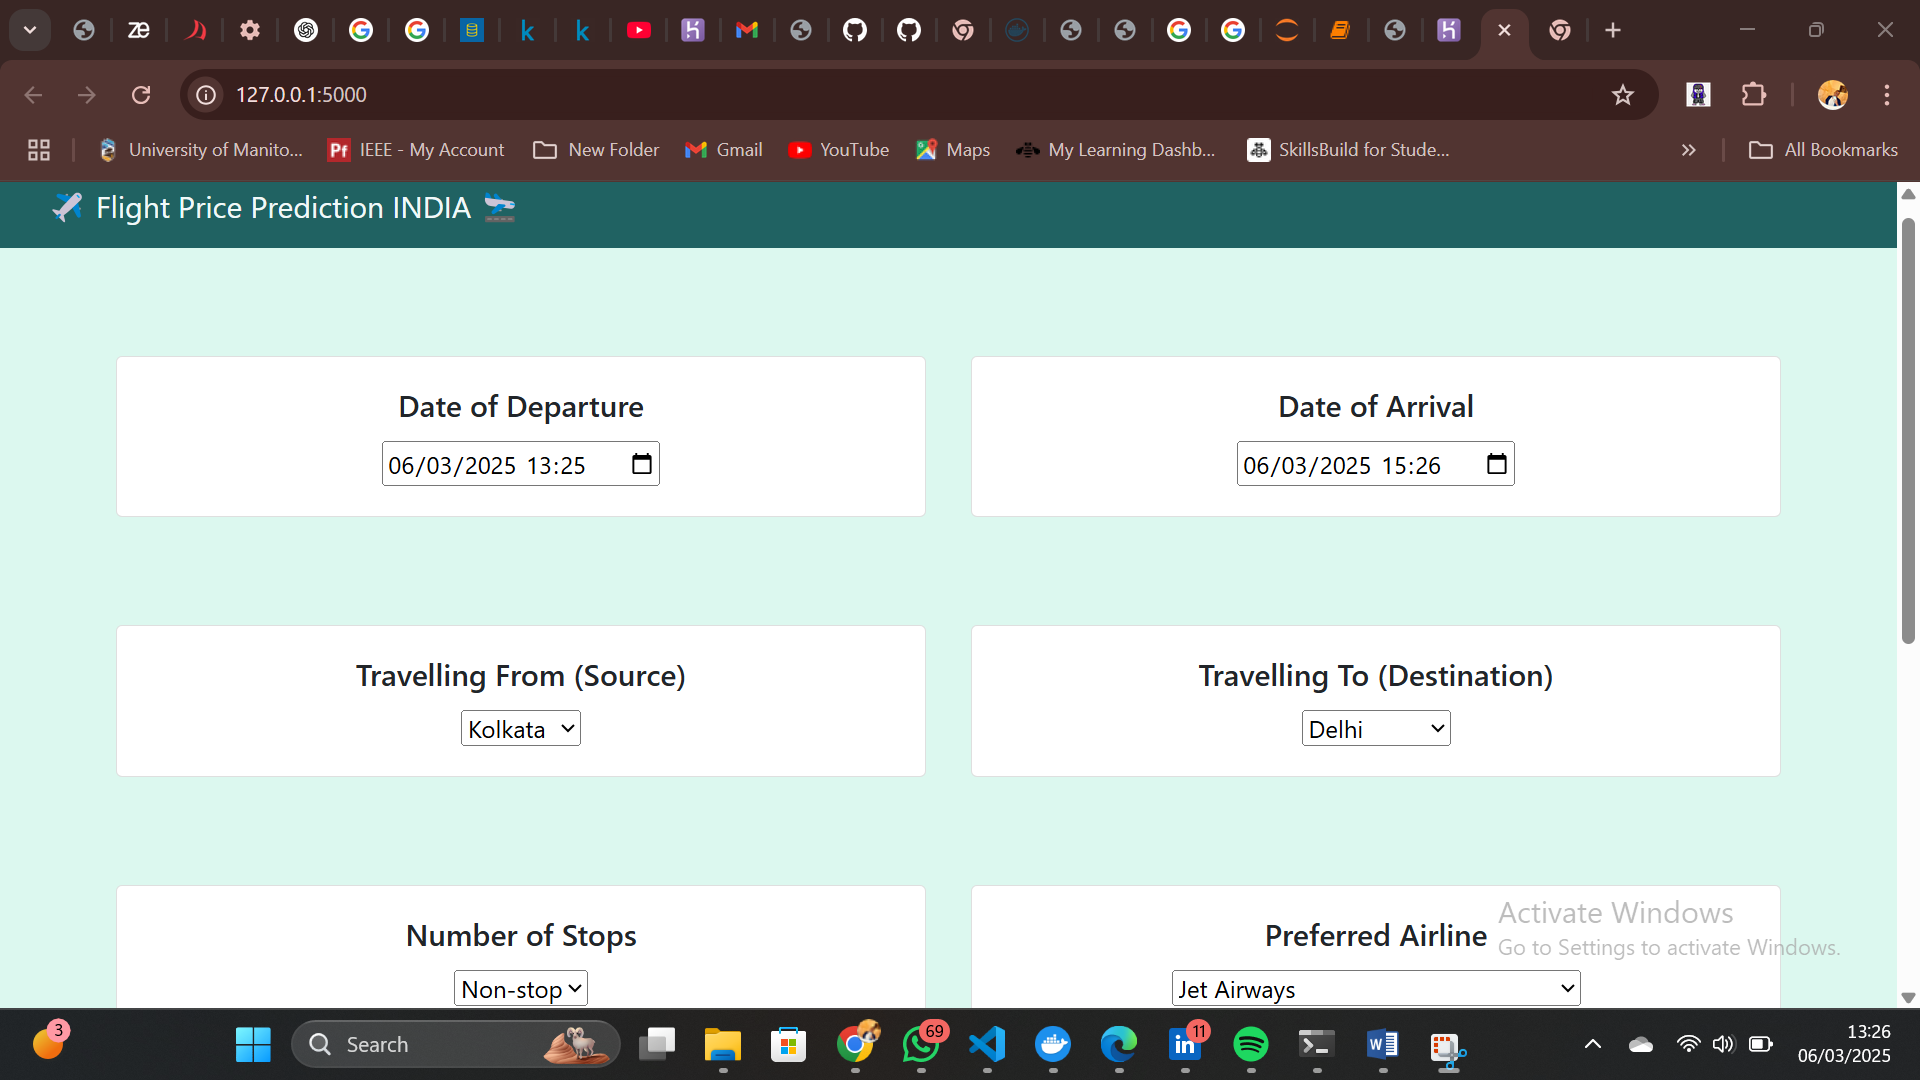 127.0.0.1:5000
University of Manito...
IEEE - My Account
New Folder
Gmail
YouTube
Maps
My Learning Dashb...
SkillsBuild for Stude...
All Bookmarks
Flight Price Prediction INDIA
Date of Departure
06/03/2025 13:25
Date of Arrival
06/03/2025 15:26
Travelling From (Source)
Kolkata
Travelling To (Destination)
Delhi
Number of Stops
Non-stop
Preferred Airline
Jet Airways
Activate Windows
Go to Settings to activate Windows.
3
Search
69
11
13:26
06/03/2025